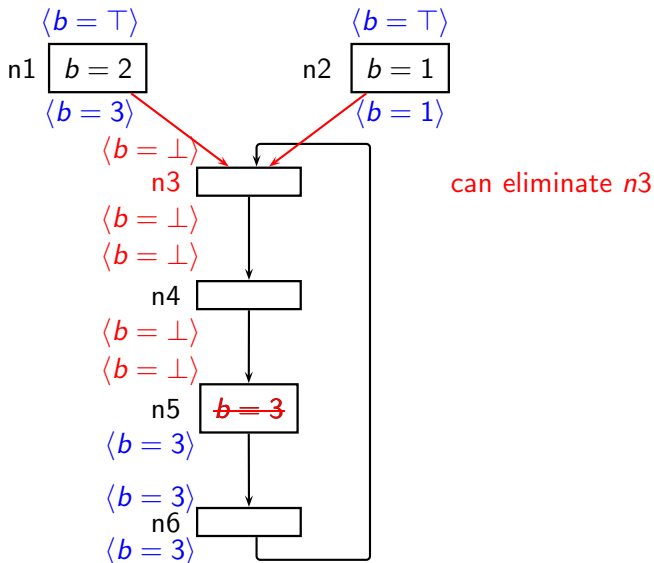 ⟨b = ⊤⟩ ⟨b = ⊤⟩
n1 b = 2 n2 b = 1
⟨b = 3⟩ ⟨b = 1⟩
⟨b = ⊥⟩
n3 can eliminate n3
⟨b = ⊥⟩
⟨b = ⊥⟩
n4
⟨b = ⊥⟩
⟨b = ⊥⟩
n5 b = 3
⟨b = 3⟩
⟨b = 3⟩
n6
⟨b = 3⟩